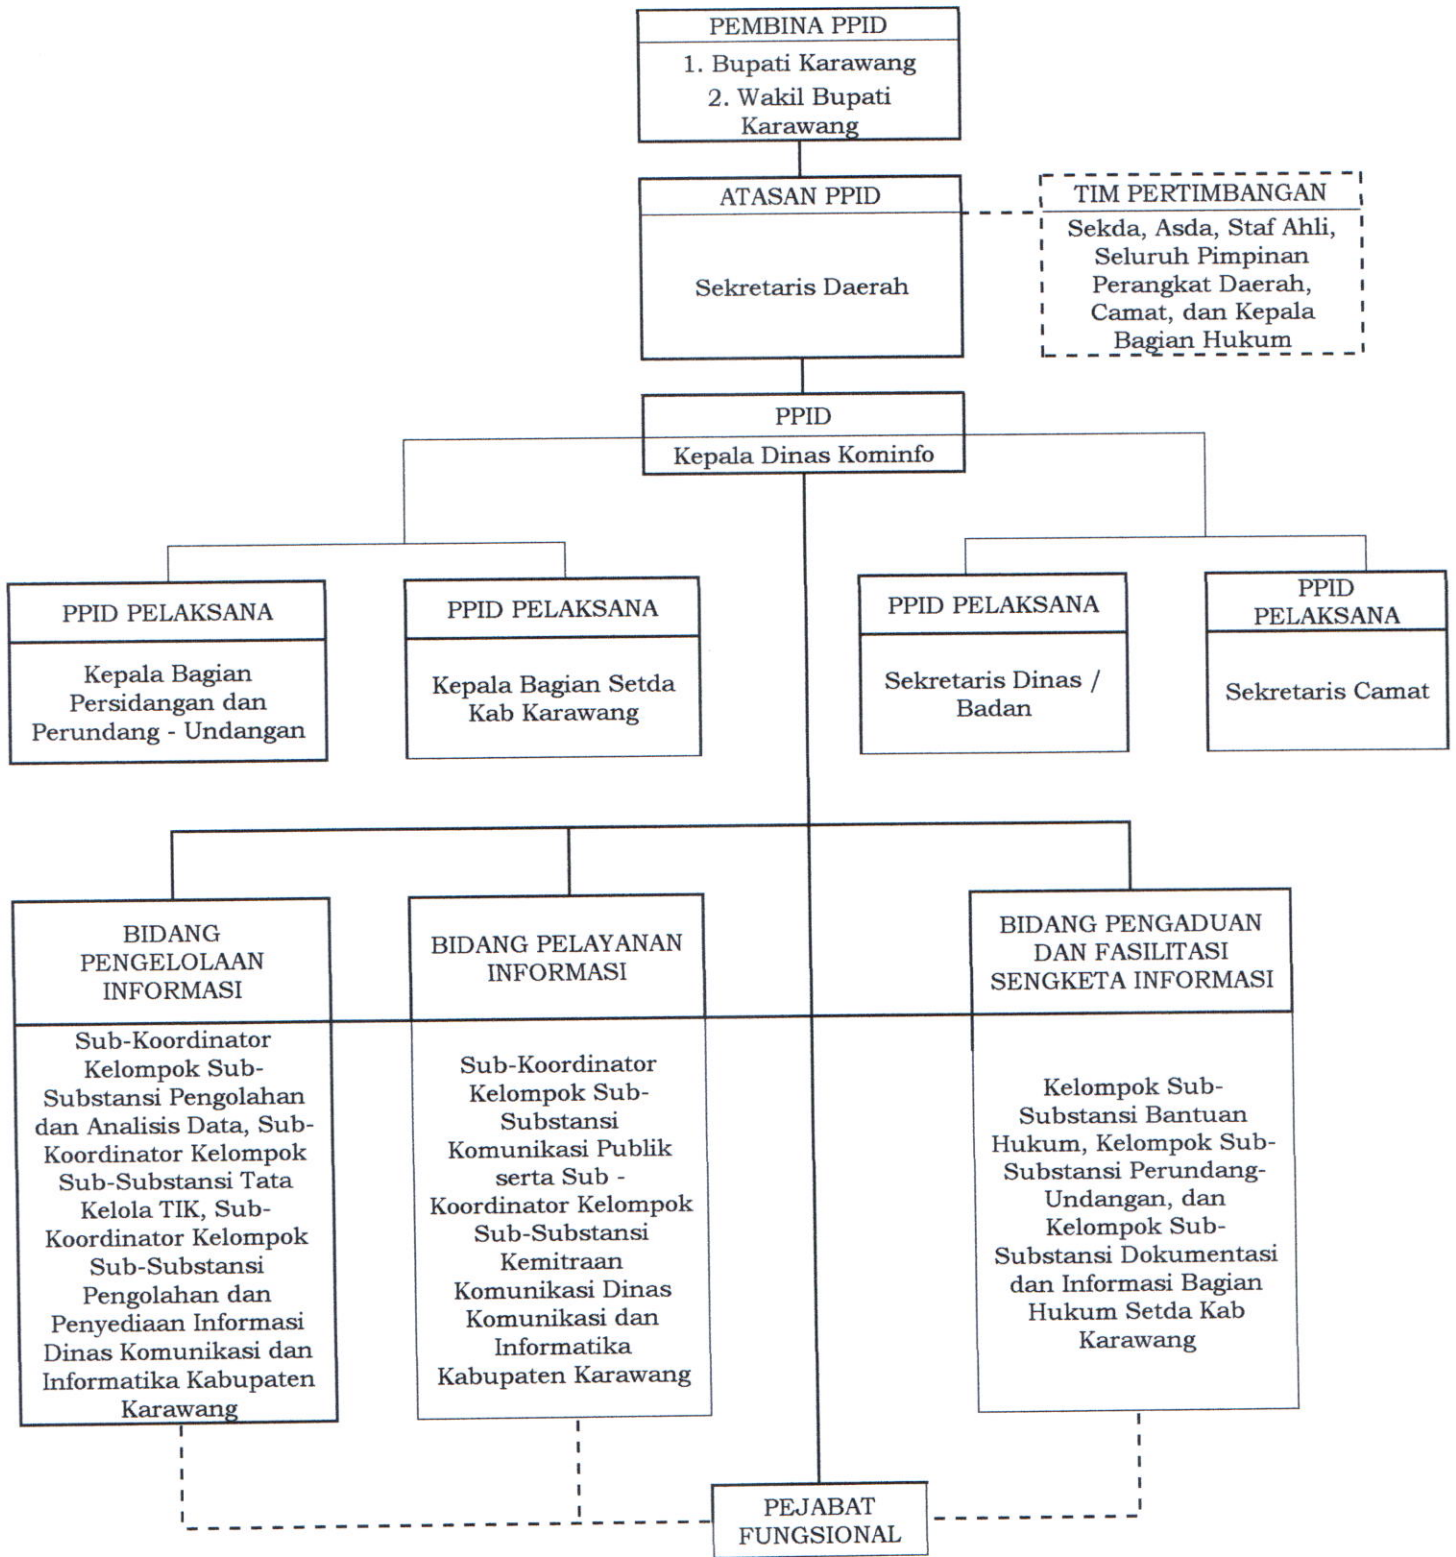 PEMBINA PPID
1. Bupati Karawang
2. Wakil Bupati
Karawang
ATASAN PPID
Sekretaris Daerah
TIM PERTIMBANGAN
Sekda, Asda, Staf Ahli,
Seluruh Pimpinan
Perangkat Daerah,
Camat, dan Kepala
Bagian Hukum
PPID
Kepala Dinas Kominfo
PPID PELAKSANA
Kepala Bagian
Persidangan dan
Perundang - Undangan
PPID PELAKSANA
Kepala Bagian Setda
Kab Karawang
PPID PELAKSANA
Sekretaris Dinas /
Badan
PPID
PELAKSANA
Sekretaris Camat
BIDANG
PENGELOLAAN
INFORMASI
Sub-Koordinator
Kelompok Sub-
Substansi Pengolahan
dan Analisis Data, Sub-
Koordinator Kelompok
Sub-Substansi Tata
Kelola TIK, Sub-
Koordinator Kelompok
Sub-Substansi
Pengolahan dan
Penyediaan Informasi
Dinas Komunikasi dan
Informatika Kabupaten
Karawang
BIDANG PELAYANAN
INFORMASI
Sub-Koordinator
Kelompok Sub-
Substansi
Komunikasi Publik
serta Sub -
Koordinator Kelompok
Sub-Substansi
Kemitraan
Komunikasi Dinas
Komunikasi dan
Informatika
Kabupaten Karawang
BIDANG PENGADUAN
DAN FASILITASI
SENGKETA INFORMASI
Kelompok Sub-
Substansi Bantuan
Hukum, Kelompok Sub-
Substansi Perundang-
Undangan, dan
Kelompok Sub-
Substansi Dokumentasi
dan Informasi Bagian
Hukum Setda Kab
Karawang
PEJABAT
FUNGSIONAL